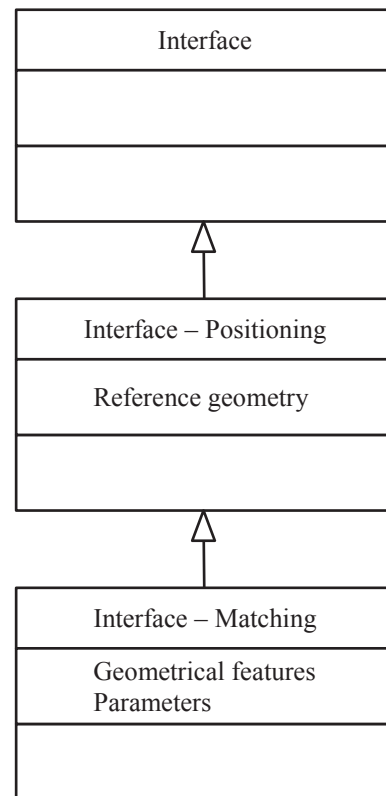 Interface
Interface – Positioning
Reference geometry
Interface – Matching
Geometrical features
Parameters